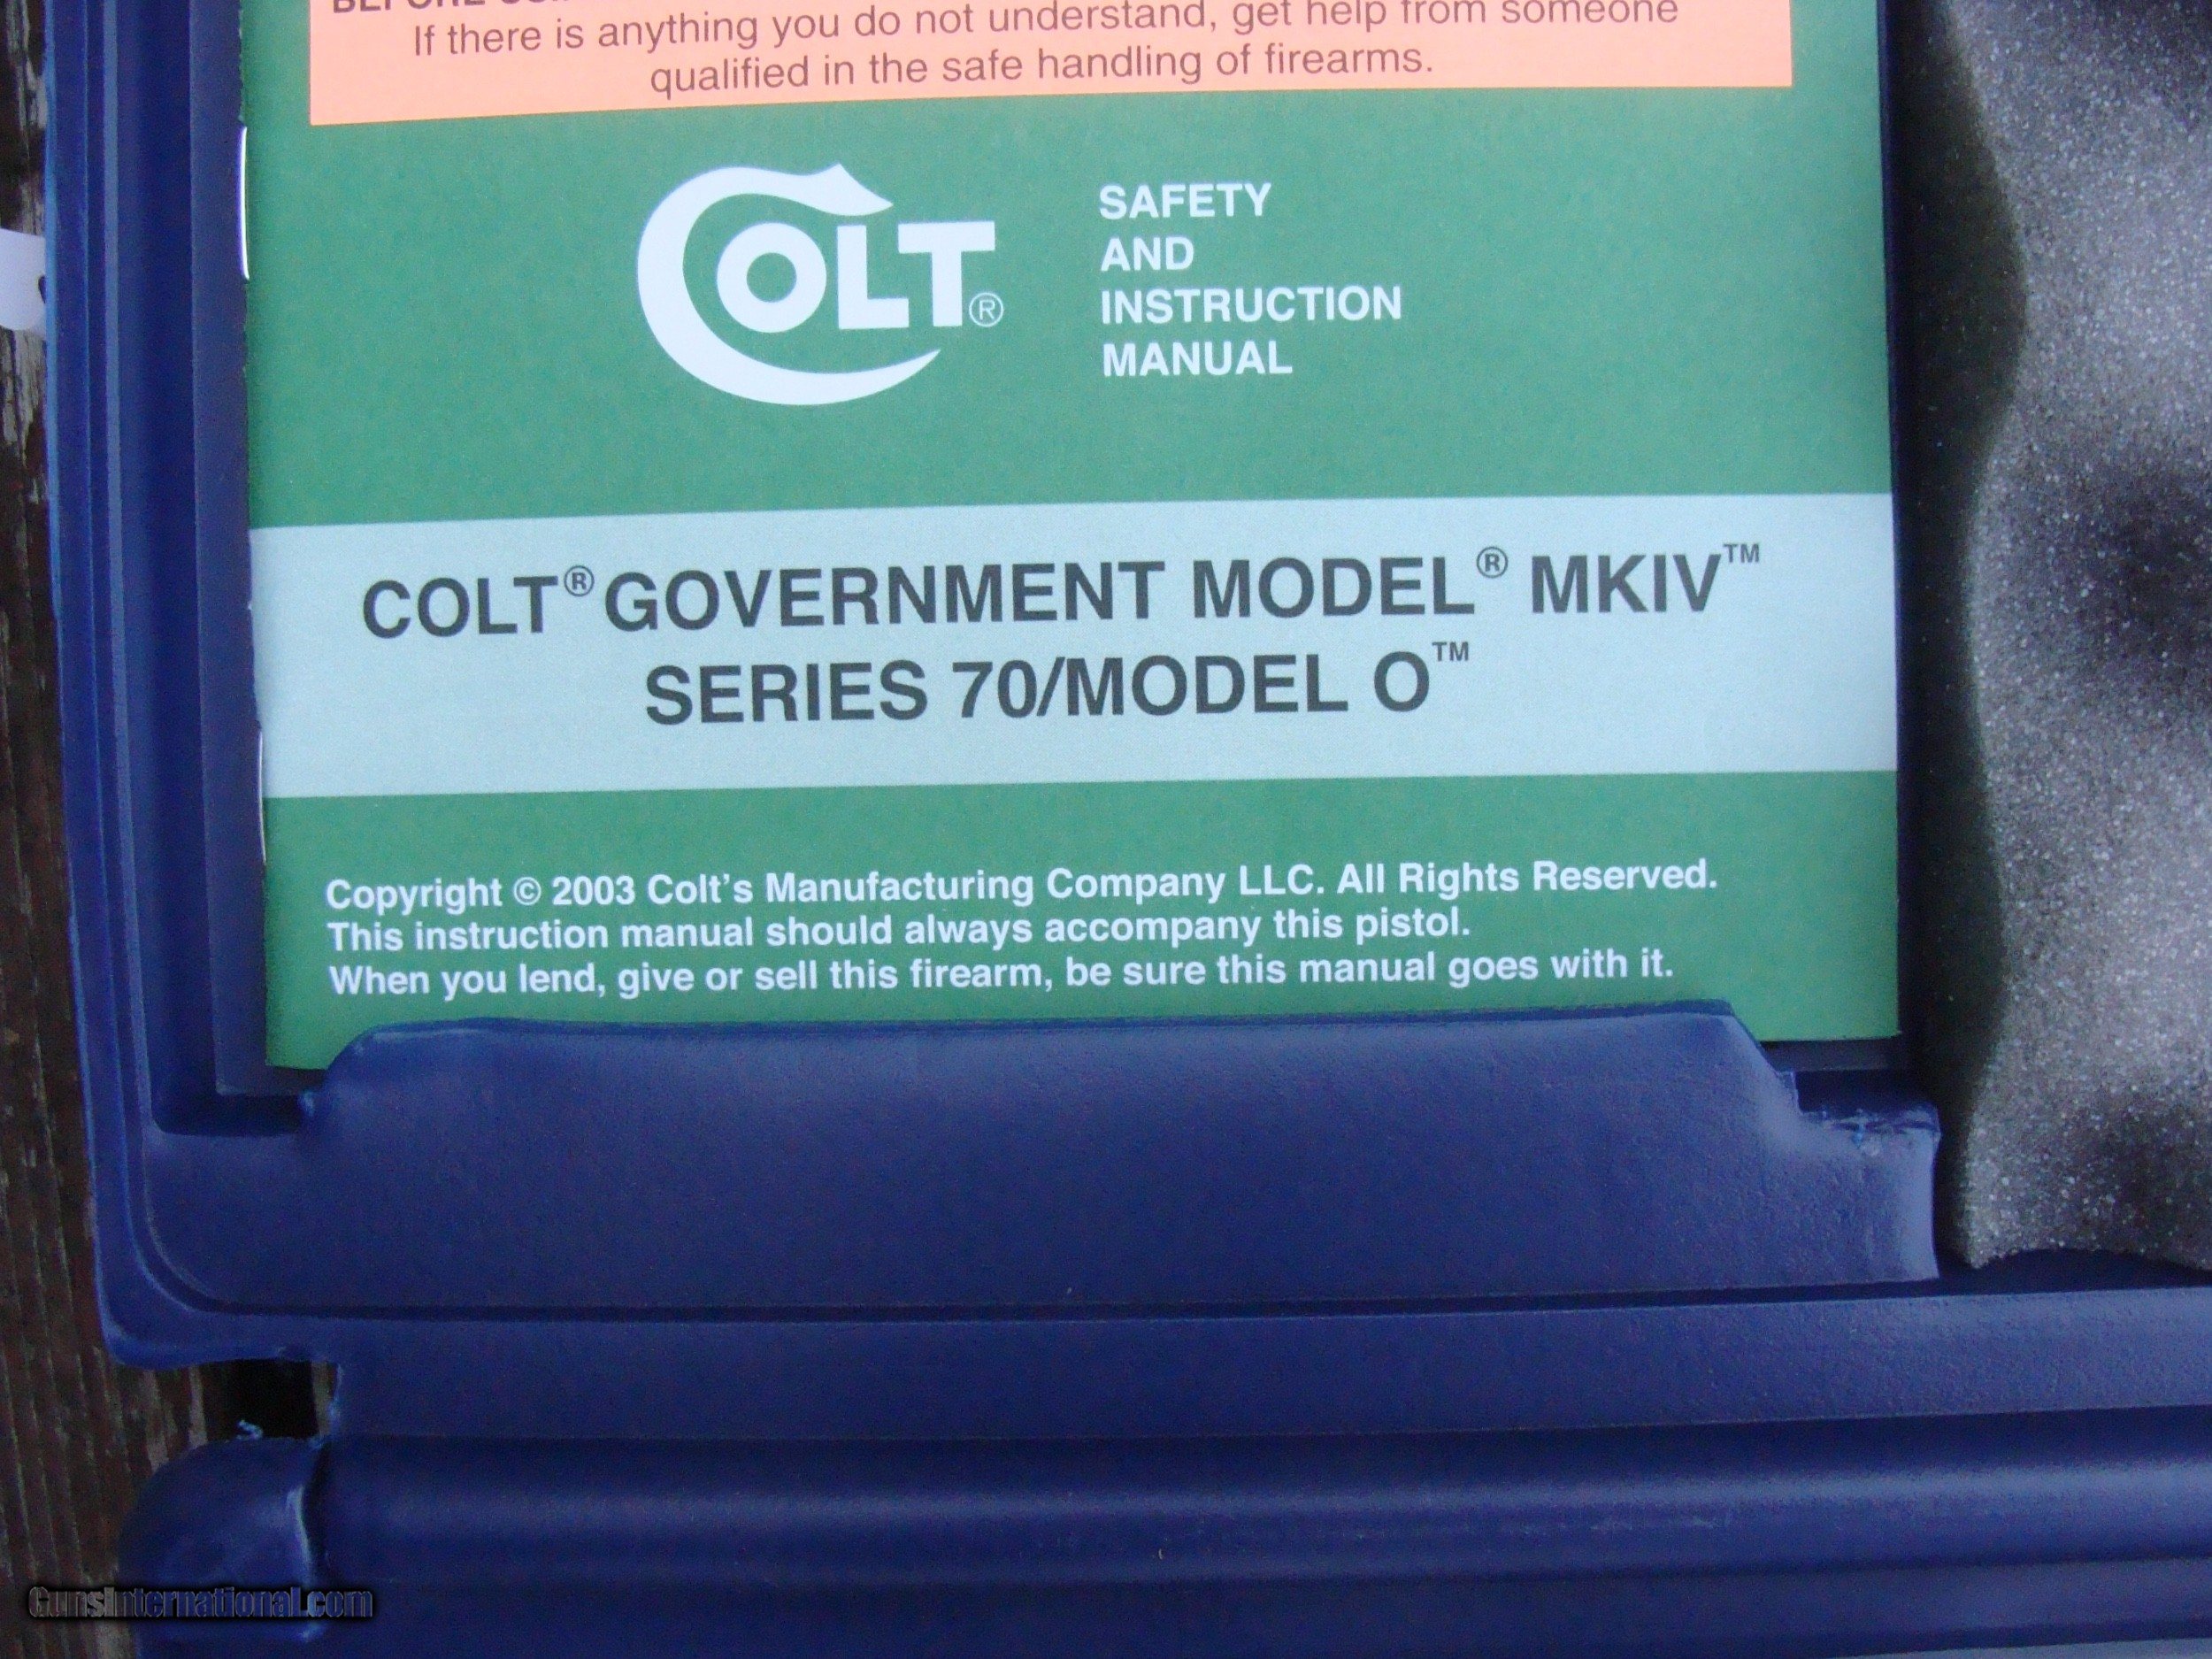 BEFORE
If there is anything you do not understand, get help from someone
qualified in the safe handling of firearms.
COLT®
SAFETY
AND
INSTRUCTION
MANUAL
COLT® GOVERNMENT MODEL® MKIV™
SERIES 70/MODEL O™
Copyright © 2003 Colt's Manufacturing Company LLC. All Rights Reserved.
This instruction manual should always accompany this pistol.
When you lend, give or sell this firearm, be sure this manual goes with it.
GunsInternational.com